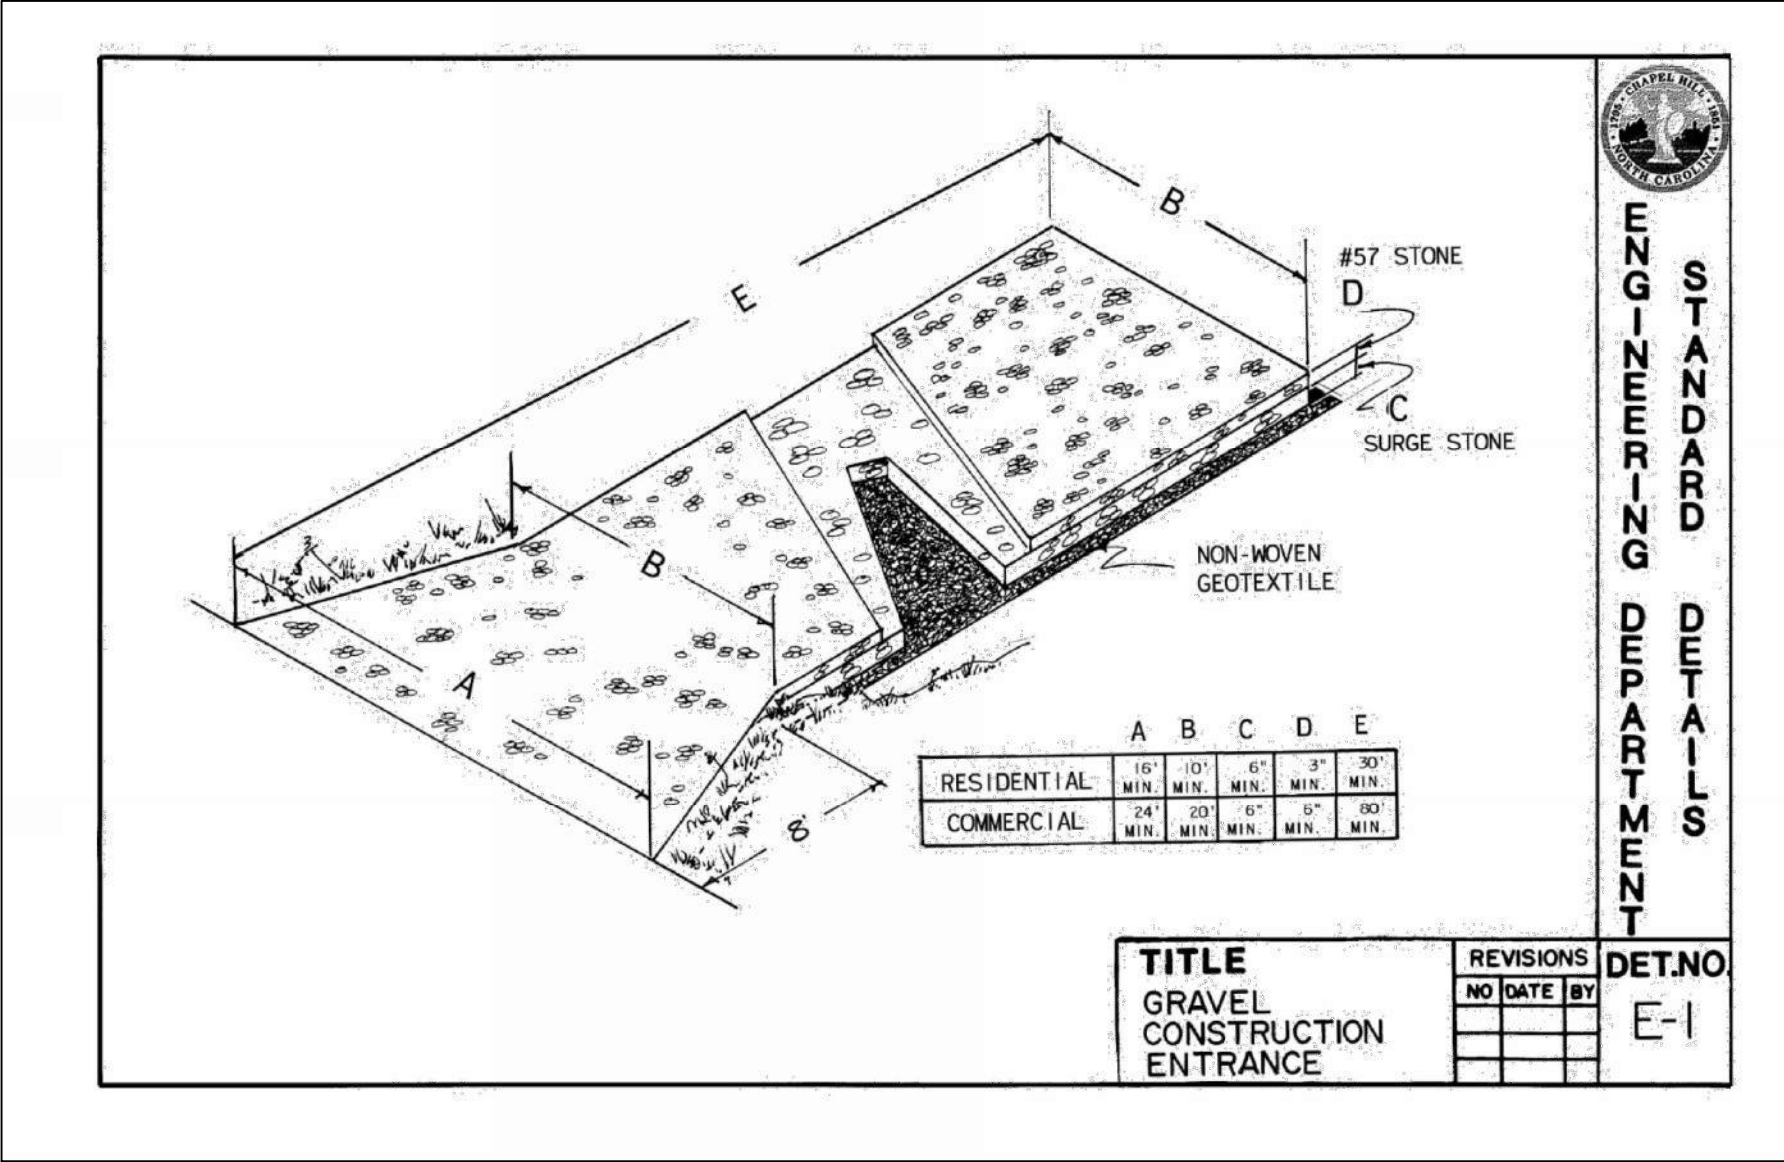 CHAPEL HILL
1795 1851
NORTH CAROLINA
STANDARD DETAILS
ENGINEERING DEPARTMENT
B
E
#57 STONE
D
C
SURGE STONE
NON-WOVEN
GEOTEXTILE
B
A
8'
A B C D E
RESIDENTIAL 16' MIN. 10' MIN. 6" MIN. 3" MIN. 30' MIN.
COMMERCIAL 24' MIN. 20' MIN. 6" MIN. 6" MIN. 80' MIN.
TITLE
GRAVEL
CONSTRUCTION
ENTRANCE
REVISIONS
NO DATE BY
DET.NO.
E-1